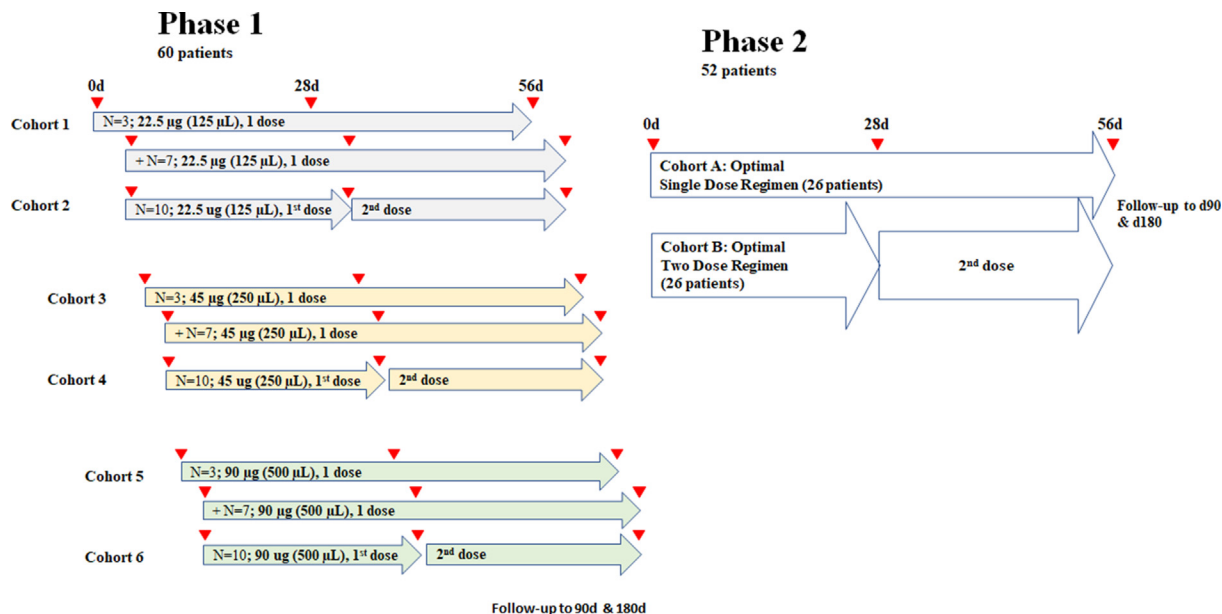 Phase 1
60 patients
0d 28d 56d
Cohort 1
N=3; 22.5 µg (125 µL), 1 dose
+ N=7; 22.5 µg (125 µL), 1 dose
Cohort 2
N=10; 22.5 ug (125 µL), 1st dose
2nd dose
Cohort 3
N=3; 45 µg (250 µL), 1 dose
+ N=7; 45 µg (250 µL), 1 dose
Cohort 4
N=10; 45 ug (250 µL), 1st dose
2nd dose
Cohort 5
N=3; 90 µg (500 µL), 1 dose
+ N=7; 90 µg (500 µL), 1 dose
Cohort 6
N=10; 90 ug (500 µL), 1st dose
2nd dose
Follow-up to 90d & 180d
Phase 2
52 patients
0d 28d 56d
Cohort A: Optimal
Single Dose Regimen (26 patients)
Cohort B: Optimal
Two Dose Regimen
(26 patients)
2nd dose
Follow-up to d90
& d180